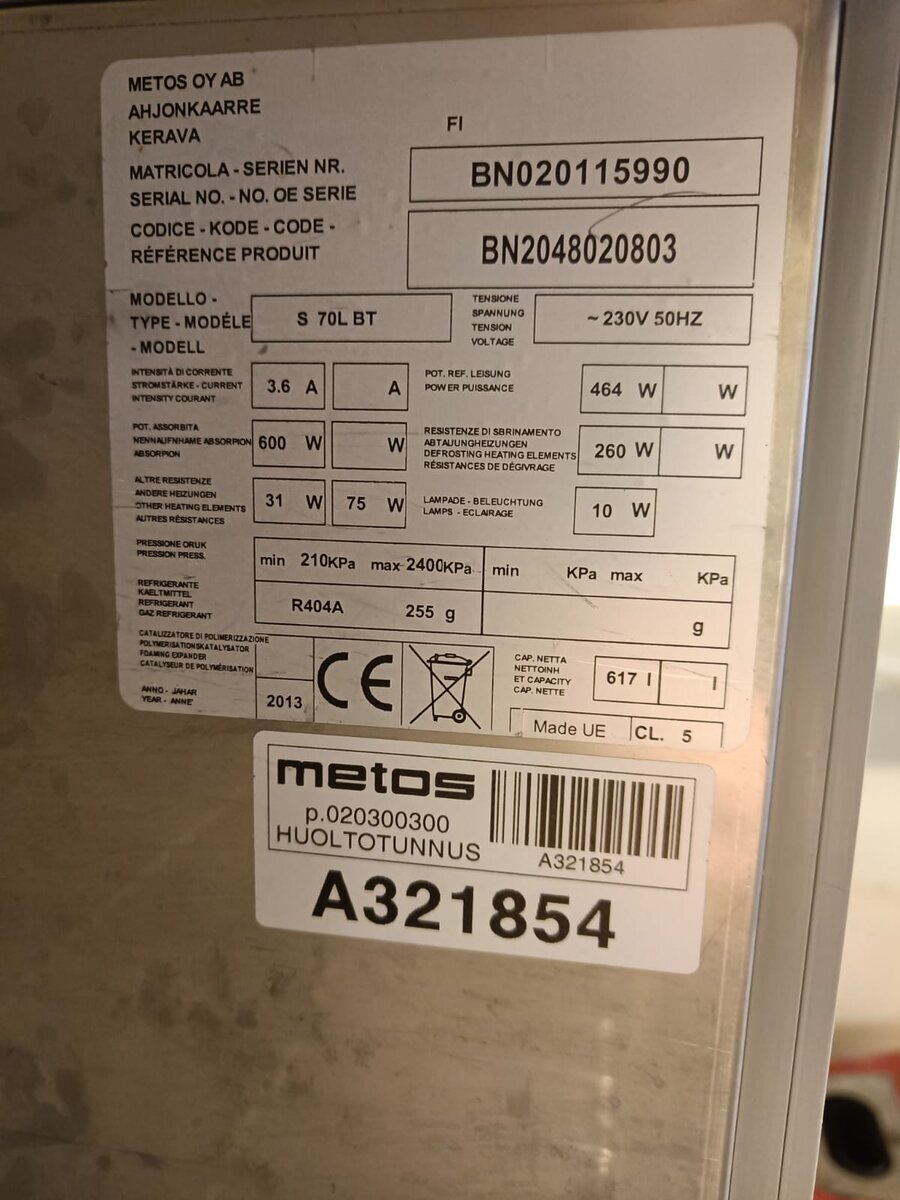 METOS OY AB
AHJONKAARRE
KERAVA
FI
MATRICOLA - SERIEN NR.
SERIAL NO. - NO. OE SERIE
BN020115990
CODICE - KODE - CODE -
RÉFÉRENCE PRODUIT
BN2048020803
MODELLO -
TYPE - MODÉLE
- MODELL
S 70L BT
TENSIONE
SPANNUNG
TENSION
VOLTAGE
~ 230V 50HZ
INTENSITÀ DI CORRENTE
STROMSTÄRKE - CURRENT
INTENSITY COURANT
3.6 A
A
POT. REF. LEISUNG
POWER PUISSANCE
464 W
W
POT. ASSORBITA
NENNAUFNHAME ABSORPION
ABSORPION
600 W
W
RESISTENZE DI SBRINAMENTO
ABTAUUNGHEIZUNGEN
DEFROSTING HEATING ELEMENTS
RÉSISTANCES DE DÉGIVRAGE
260 W
W
ALTRE RESISTENZE
ANDERE HEIZUNGEN
OTHER HEATING ELEMENTS
AUTRES RÉSISTANCES
31 W
75 W
LAMPADE - BELEUCHTUNG
LAMPS - ECLAIRAGE
10 W
PRESSIONE DRUK
PRESSION PRESS.
min 210KPa max 2400KPa
min KPa max KPa
REFRIGERANTE
KAELTMITTEL
REFRIGERANT
GAZ REFRIGERANT
R404A 255 g
g
CATALIZZATORE DI POLIMERIZZAZIONE
POLYMERISATIONSKATALYSATOR
FOAMING EXPANDER
CATALYSEUR DE POLYMÉRISATION
ANNO - JAHAR
YEAR - ANNE'
2013
CE
CAP. NETTA
NETTOINH
ET CAPACITY
CAP. NETTE
617 l
l
Made UE
CL. 5
metos
p.020300300
HUOLTOTUNNUS
A321854
A321854